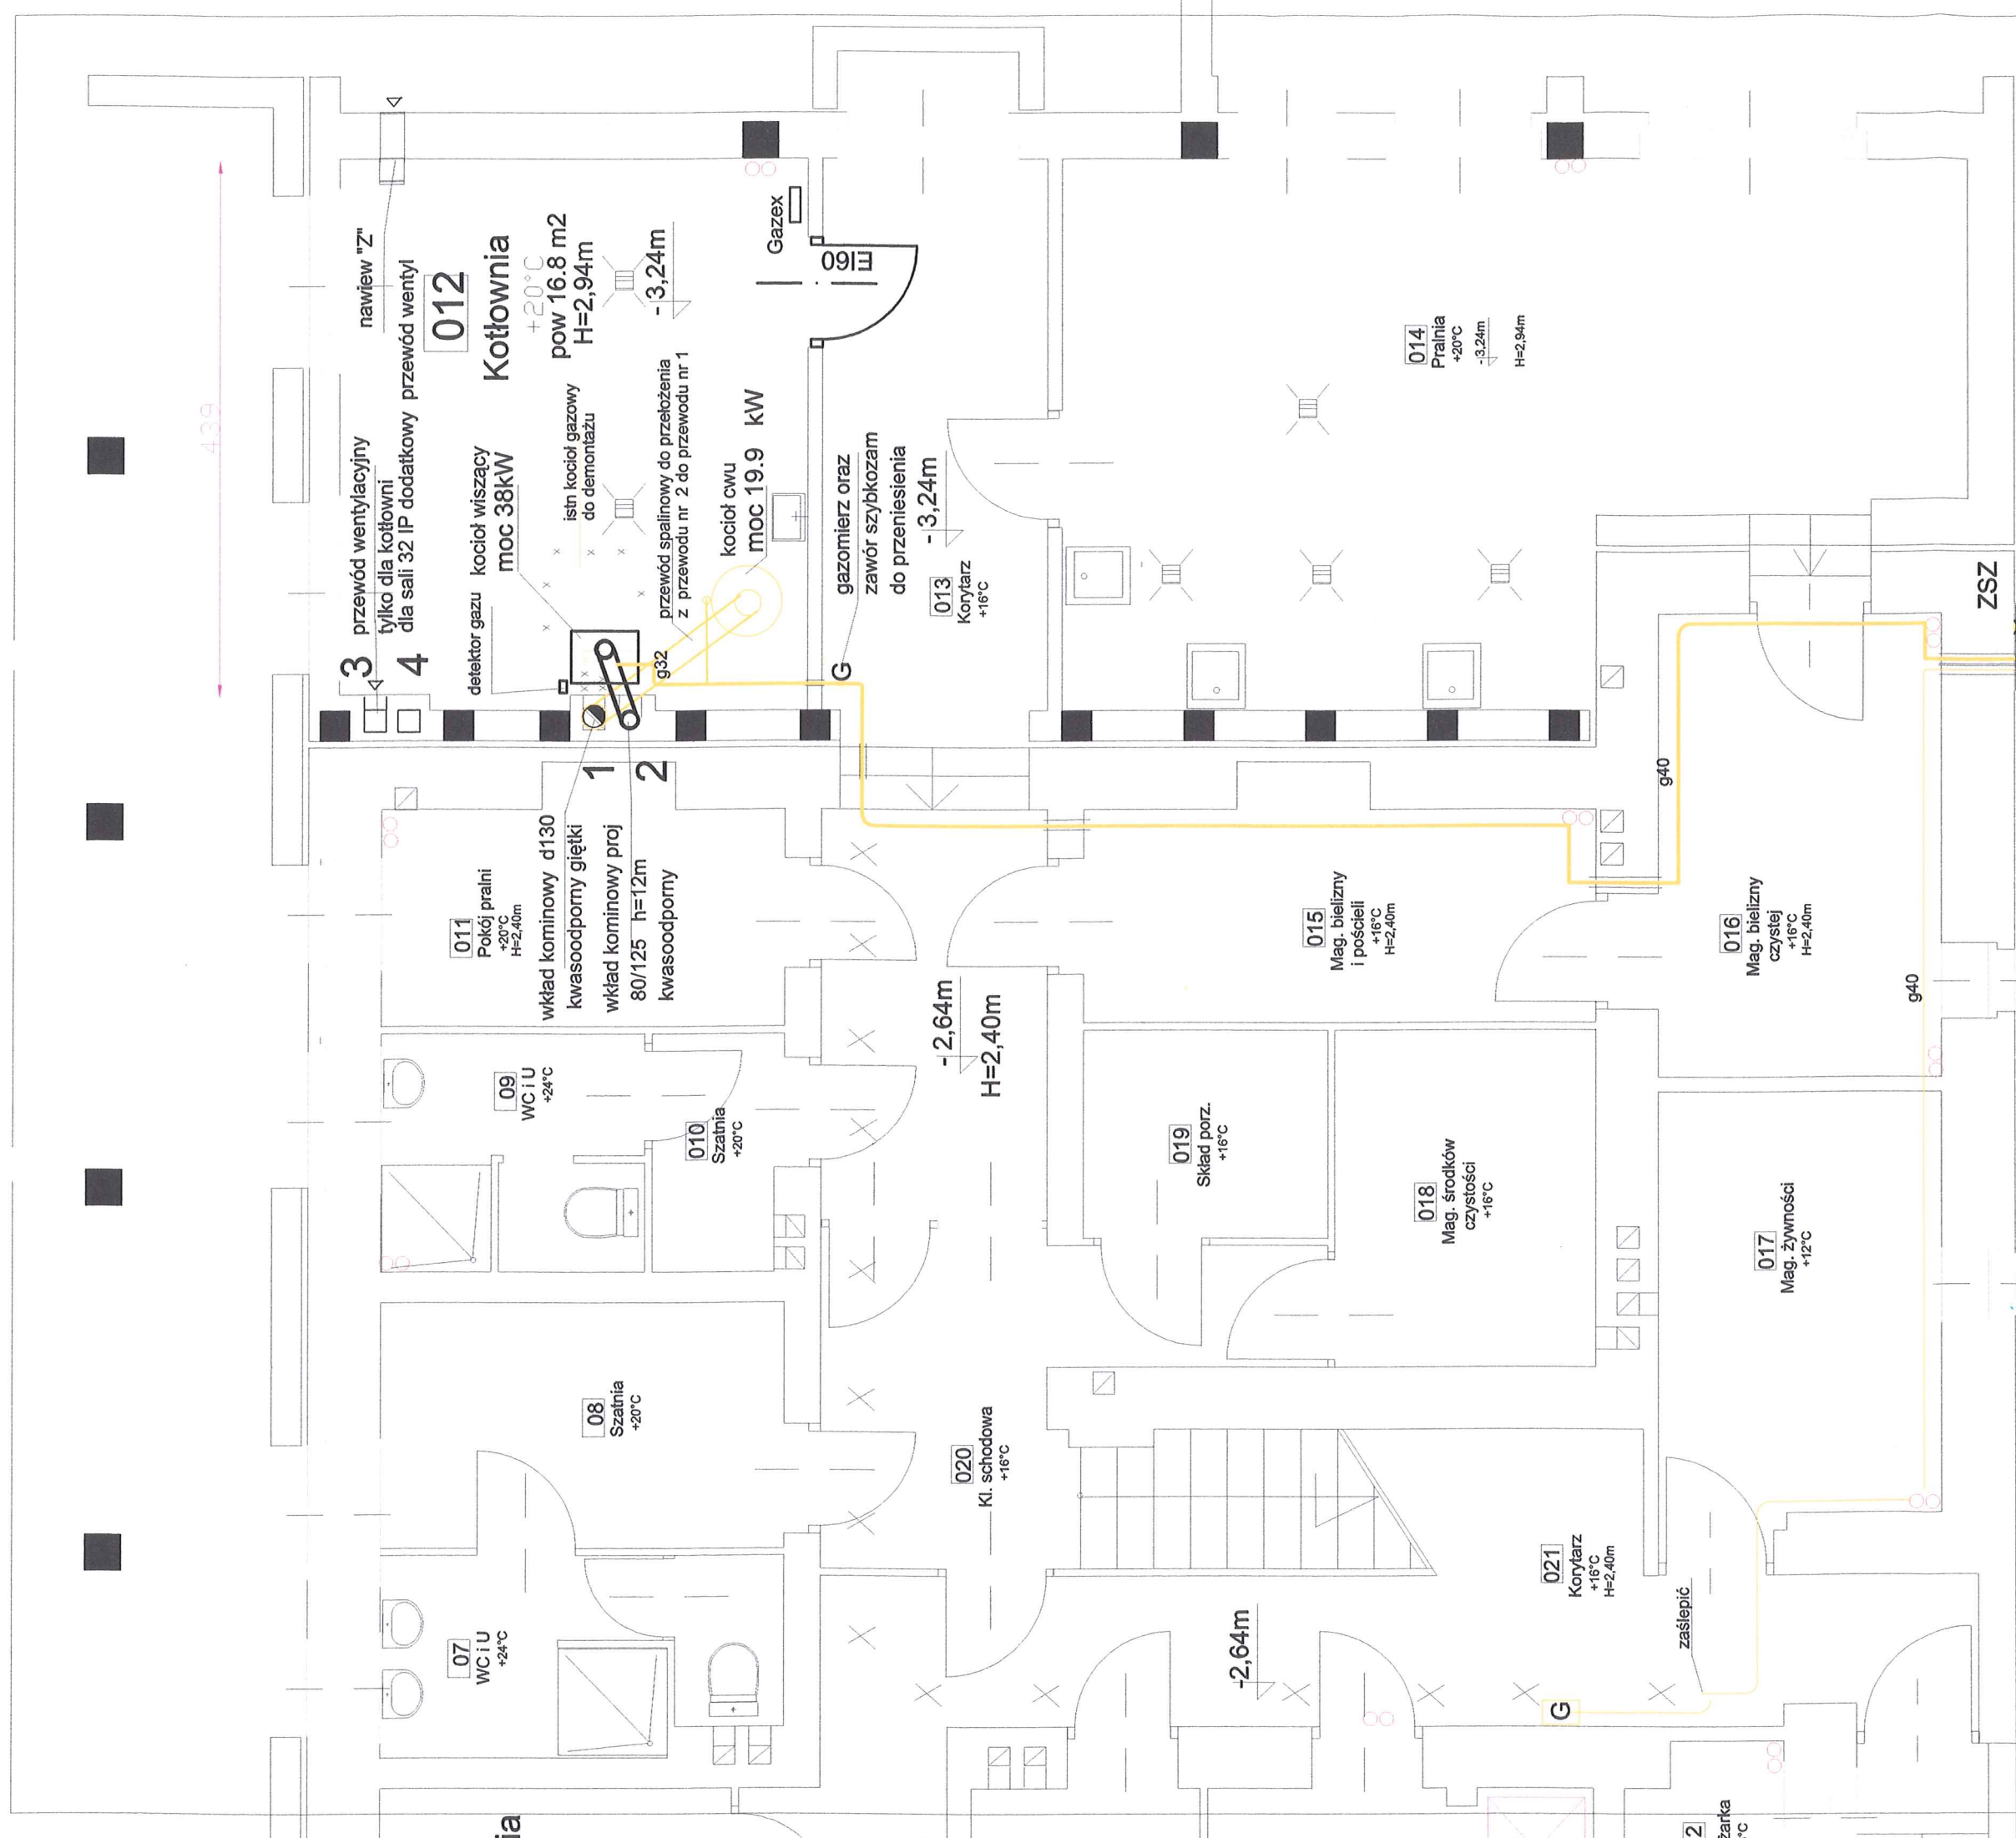 439
nawiew "Z"
przewód wentylacyjny
tylko dla kotłowni
dla sali 32 IP dodatkowy przewód wentyl
3
4
012
Kotłownia
+20°C
pow 16.8 m2
H=2,94m
-3,24m
Gazex
EI60
detektor gazu
kocioł wiszący
moc 38kW
istn kocioł gazowy
do demontażu
przewód spalinowy do przełożenia
z przewodu nr 2 do przewodu nr 1
kocioł cwu
moc 19.9 kW
g32
gazomierz oraz
zawór szybkozam
do przeniesienia
G
-3,24m
013
Korytarz
+16°C
014
Pralnia
+20°C
-3,24m
H=2,94m
ZSZ
1
2
wkład kominowy d130
kwasoodporny giętki
wkład kominowy proj
80/125 h=12m
kwasoodporny
011
Pokój pralni
+20°C
H=2,40m
-2,64m
H=2,40m
015
Mag. bielizny
i pościeli
+16°C
H=2,40m
g40
016
Mag. bielizny
czystej
+16°C
H=2,40m
g40
09
WC i U
+24°C
010
Szatnia
+20°C
019
Skład porz.
+16°C
018
Mag. środków
czystości
+16°C
017
Mag. żywności
+12°C
08
Szatnia
+20°C
020
Kl. schodowa
+16°C
021
Korytarz
+16°C
H=2,40m
zaślepić
07
WC i U
+24°C
-2,64m
G
ia
2
żarka
°C